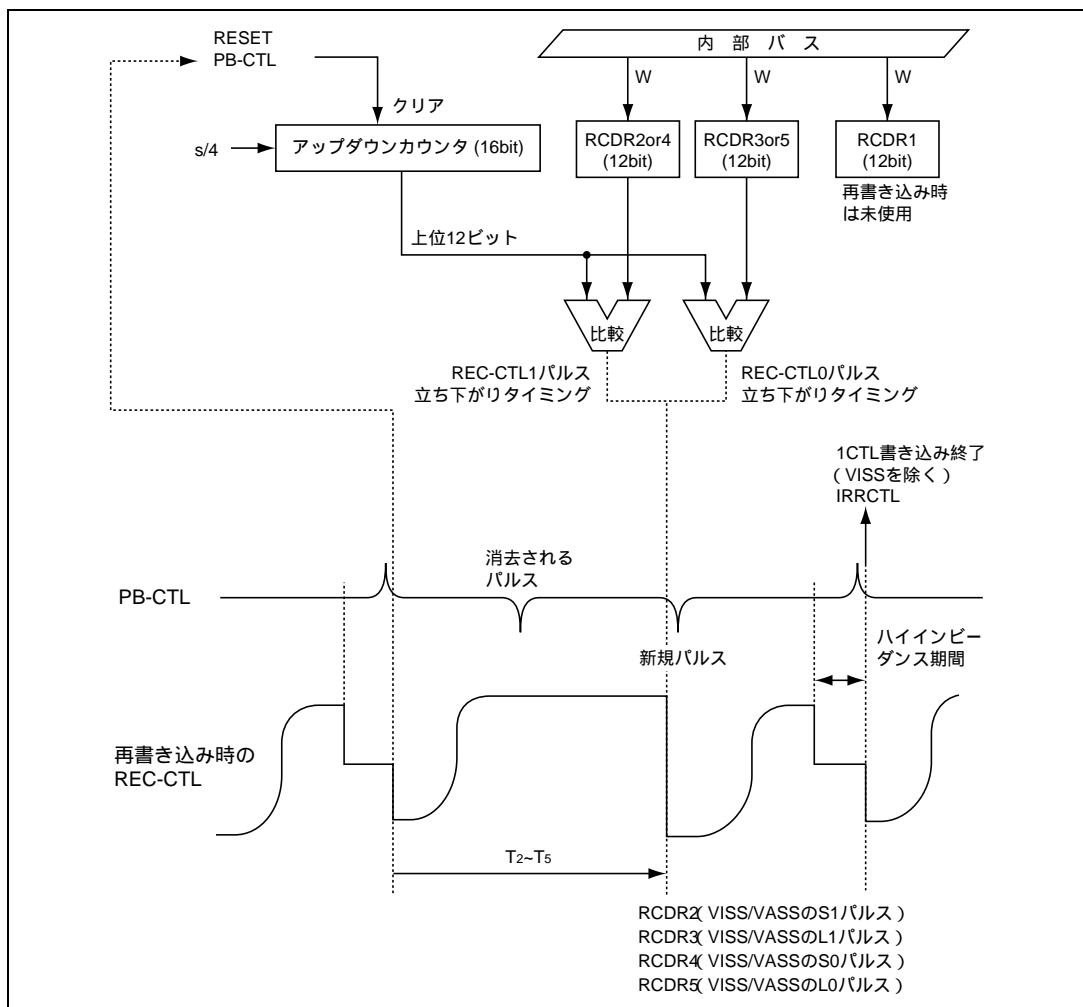 RESET
PB-CTL
内 部 バ ス
W
W
W
クリア
s/4
アップダウンカウンタ (16bit)
RCDR2or4
(12bit)
RCDR3or5
(12bit)
RCDR1
(12bit)
再書き込み時
は未使用
上位12ビット
比較
比較
REC-CTL1パルス
立ち下がりタイミング
REC-CTL0パルス
立ち下がりタイミング
1CTL書き込み終了
(VISSを除く)
IRRCTL
消去される
パルス
PB-CTL
新規パルス
ハイインピー
ダンス期間
再書き込み時の
REC-CTL
T2~T5
RCDR2(VISS/VASSのS1パルス)
RCDR3(VISS/VASSのL1パルス)
RCDR4(VISS/VASSのS0パルス)
RCDR5(VISS/VASSのL0パルス)